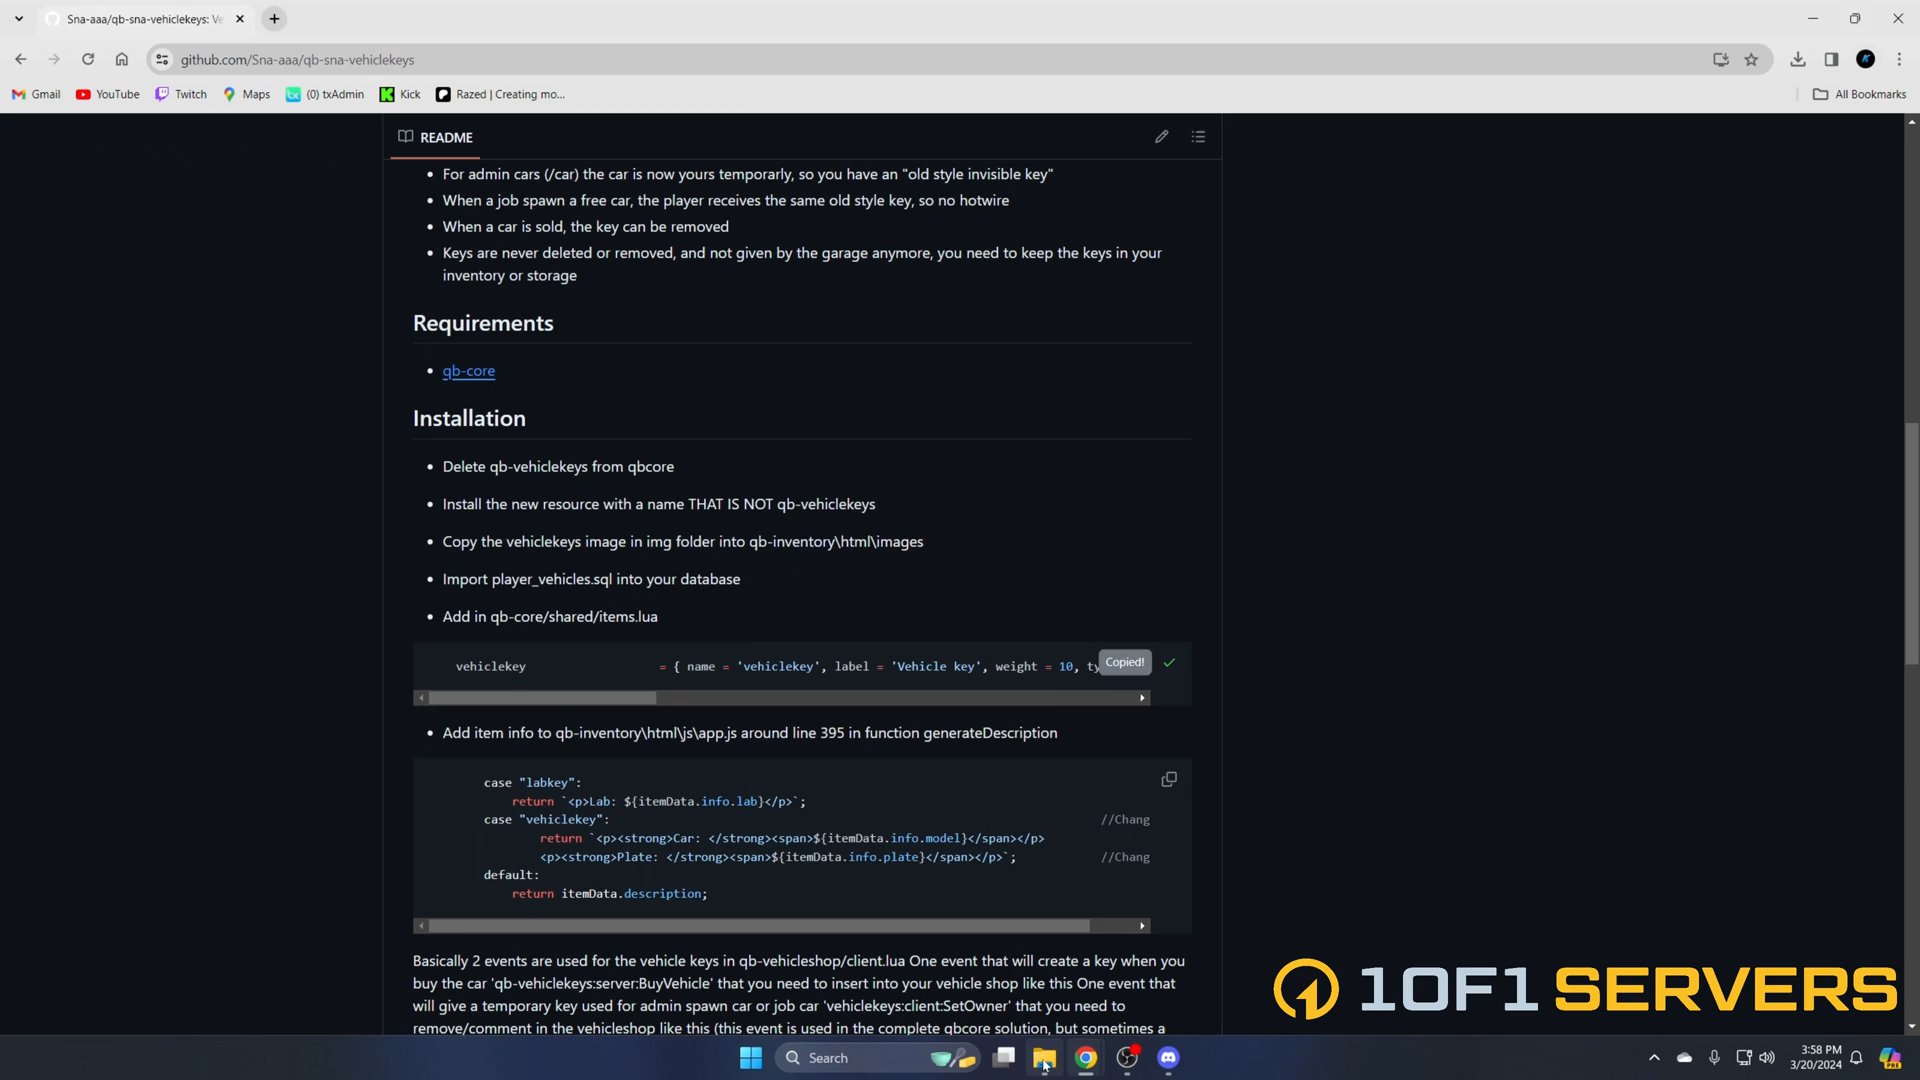 Sna-aaa/qb-sna-vehiclekeys: Ve
github.com/Sna-aaa/qb-sna-vehiclekeys
Gmail
YouTube
Twitch
Maps
(0) txAdmin
Kick
Razed | Creating mo...
All Bookmarks
README
For admin cars (/car) the car is now yours temporarly, so you have an "old style invisible key"
When a job spawn a free car, the player receives the same old style key, so no hotwire
When a car is sold, the key can be removed
Keys are never deleted or removed, and not given by the garage anymore, you need to keep the keys in your
inventory or storage
Requirements
qb-core
Installation
Delete qb-vehiclekeys from qbcore
Install the new resource with a name THAT IS NOT qb-vehiclekeys
Copy the vehiclekeys image in img folder into qb-inventory\html\images
Import player_vehicles.sql into your database
Add in qb-core/shared/items.lua
vehiclekey = { name = 'vehiclekey', label = 'Vehicle key', weight = 10, ty
Copied!
Add item info to qb-inventory\html\js\app.js around line 395 in function generateDescription
case "labkey":
return `<p>Lab: ${itemData.info.lab}</p>`;
case "vehiclekey": //Chang
return `<p><strong>Car: </strong><span>${itemData.info.model}</span></p>
<p><strong>Plate: </strong><span>${itemData.info.plate}</span></p>`; //Chang
default:
return itemData.description;
Basically 2 events are used for the vehicle keys in qb-vehicleshop/client.lua One event that will create a key when you
buy the car 'qb-vehiclekeys:server:BuyVehicle' that you need to insert into your vehicle shop like this One event that
will give a temporary key used for admin spawn car or job car 'vehiclekeys:client:SetOwner' that you need to
remove/comment in the vehicleshop like this (this event is used in the complete qbcore solution, but sometimes a
1OF1 SERVERS
Search
3:58 PM
3/20/2024
PRE